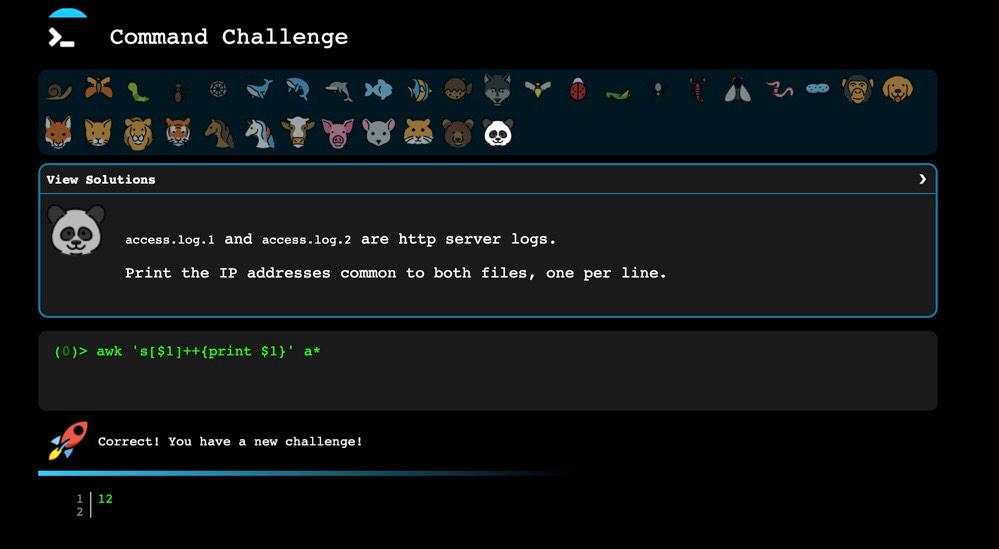 Command Challenge
View Solutions
access.log.1 and access.log.2 are http server logs.
Print the IP addresses common to both files, one per line.
(0)> awk 's[$1]++{print $1}' a*
Correct! You have a new challenge!
1 12
2